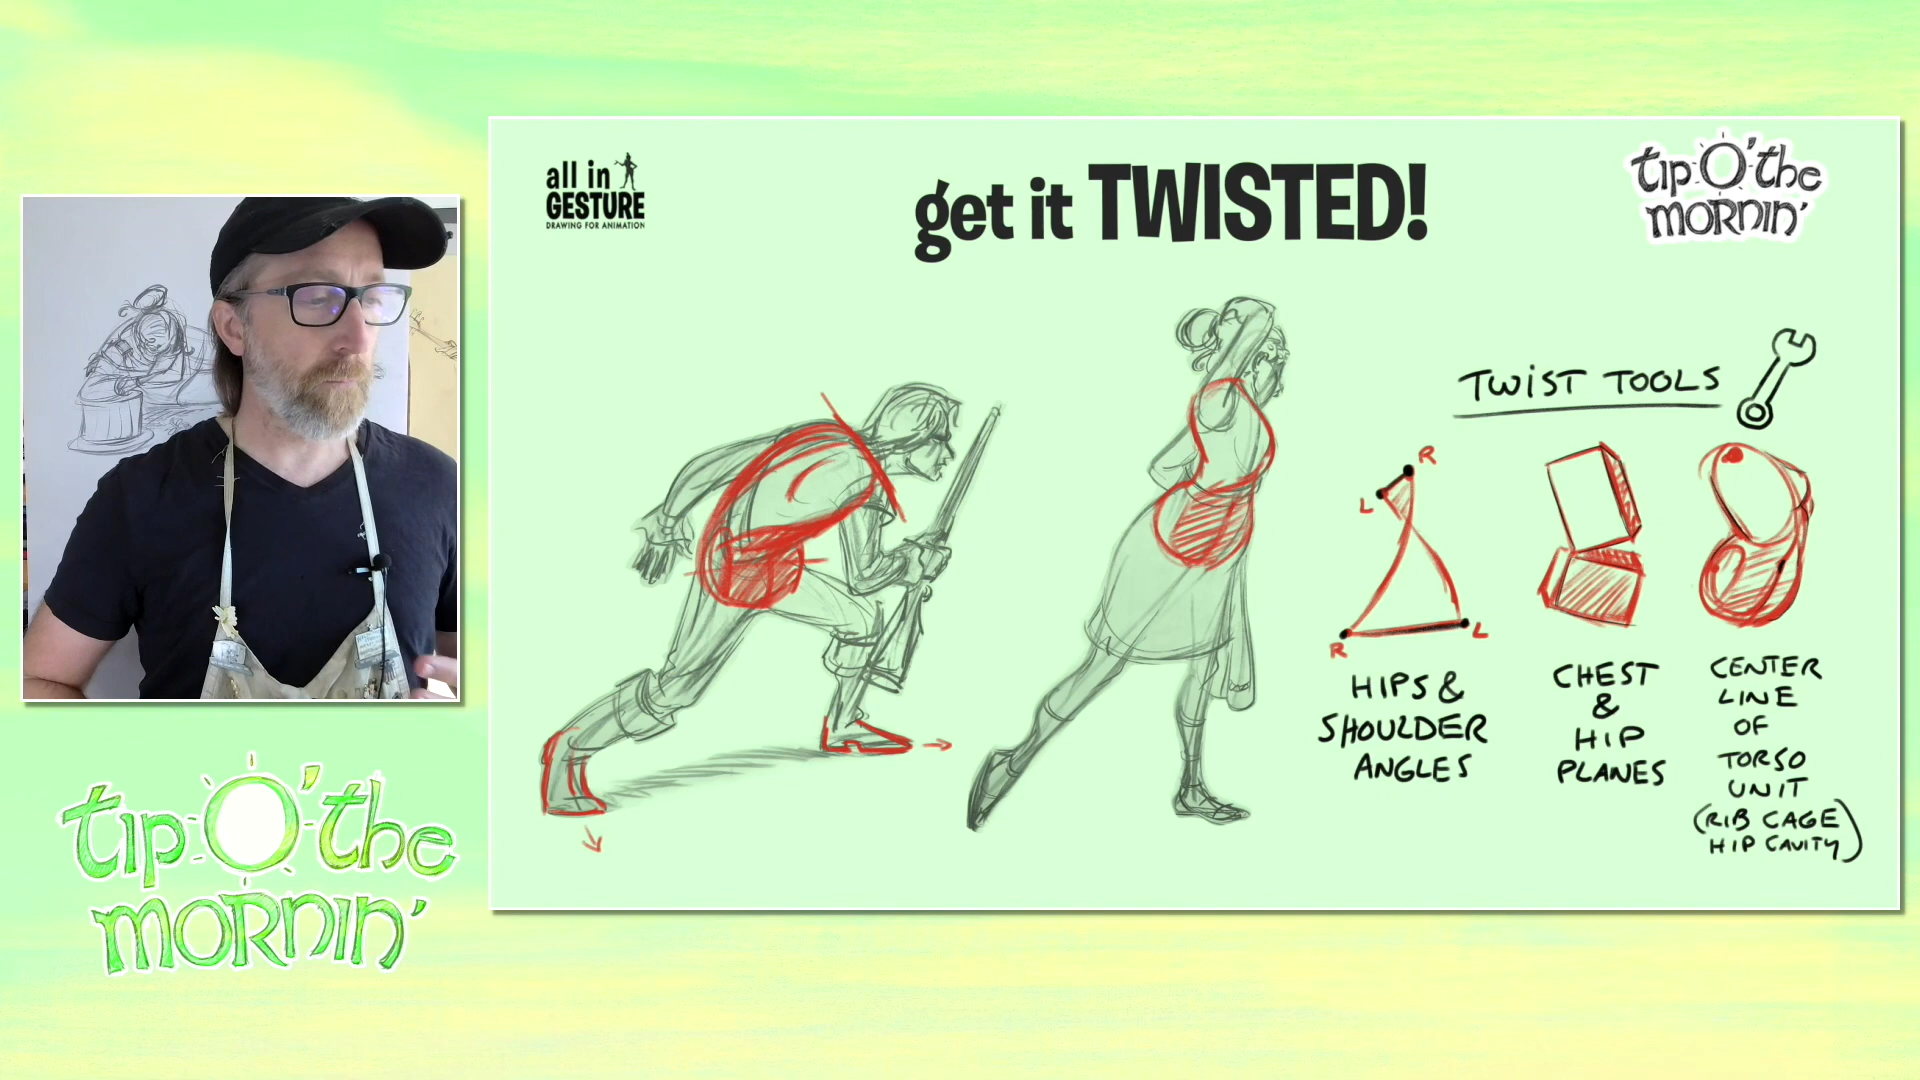 all in
GESTURE
DRAWING FOR ANIMATION
get it TWISTED!
tip O' the
mornin'
TWIST TOOLS
R
L
R
L
HIPS &
SHOULDER
ANGLES
CHEST
&
HIP
PLANES
CENTER
LINE
OF
TORSO
UNIT
(RIB CAGE
HIP CAVITY)
tip O' the
mornin'